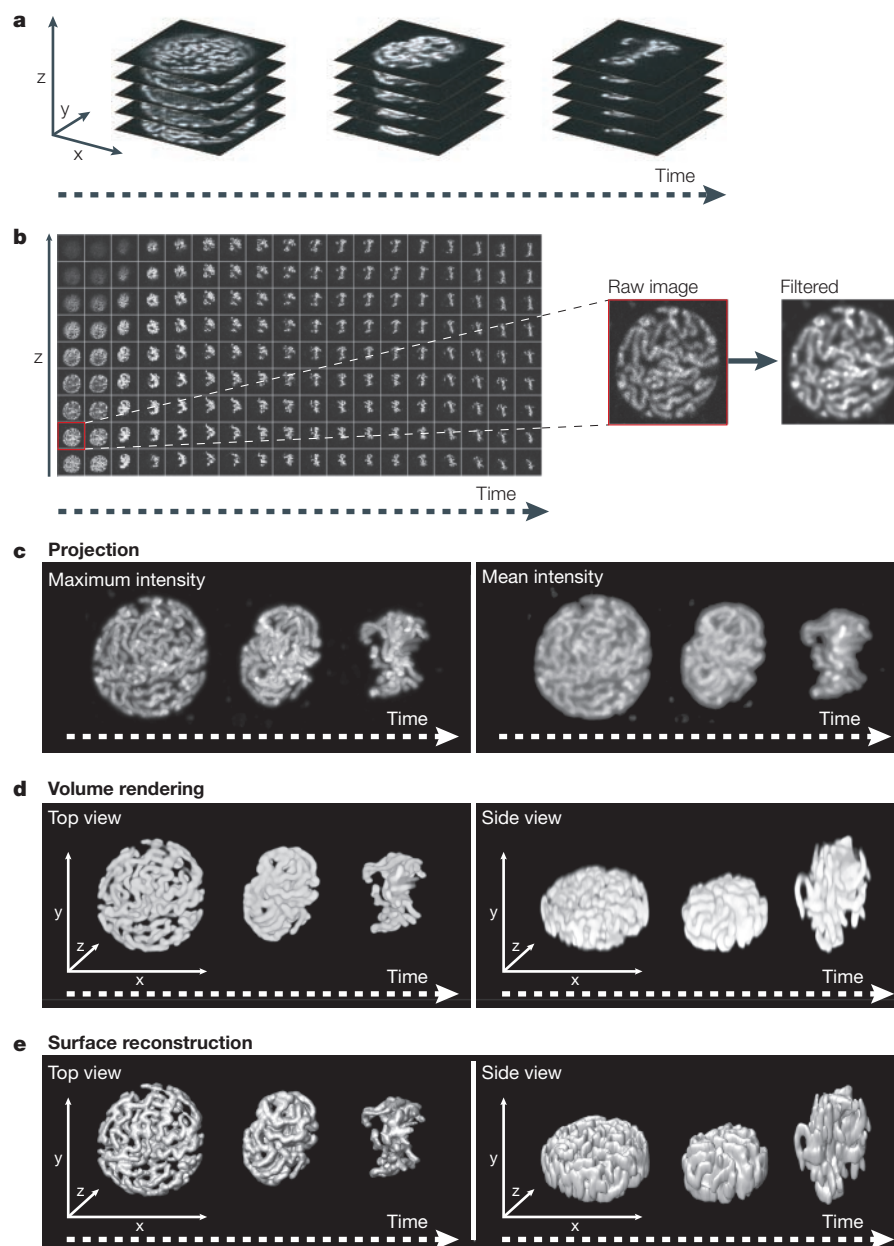 a
z
y
x
Time
b
z
Time
Raw image
Filtered
c Projection
Maximum intensity
Time
Mean intensity
Time
d Volume rendering
Top view
y
z
x
Time
Side view
y
z
x
Time
e Surface reconstruction
Top view
y
z
x
Time
Side view
y
z
x
Time